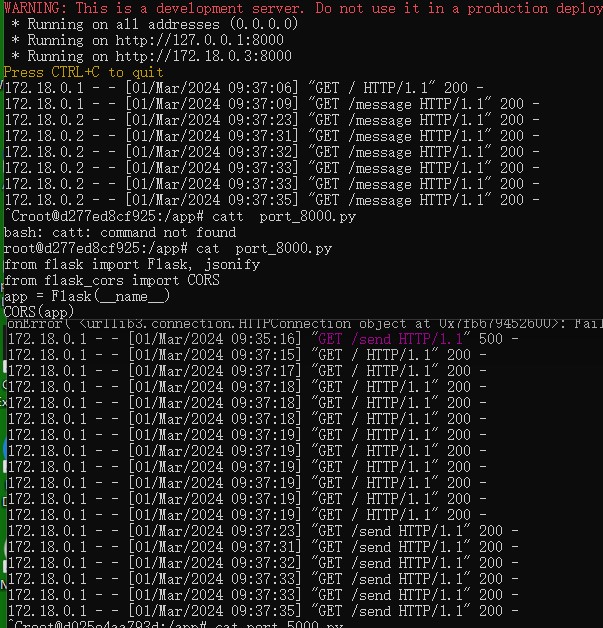 WARNING: This is a development server. Do not use it in a production deploy
* Running on all addresses (0.0.0.0)
* Running on http://127.0.0.1:8000
* Running on http://172.18.0.3:8000
Press CTRL+C to quit
172.18.0.1 - - [01/Mar/2024 09:37:06] "GET / HTTP/1.1" 200 -
172.18.0.1 - - [01/Mar/2024 09:37:09] "GET /message HTTP/1.1" 200 -
172.18.0.2 - - [01/Mar/2024 09:37:23] "GET /message HTTP/1.1" 200 -
172.18.0.2 - - [01/Mar/2024 09:37:31] "GET /message HTTP/1.1" 200 -
172.18.0.2 - - [01/Mar/2024 09:37:32] "GET /message HTTP/1.1" 200 -
172.18.0.2 - - [01/Mar/2024 09:37:33] "GET /message HTTP/1.1" 200 -
172.18.0.2 - - [01/Mar/2024 09:37:33] "GET /message HTTP/1.1" 200 -
172.18.0.2 - - [01/Mar/2024 09:37:35] "GET /message HTTP/1.1" 200 -
^Croot@d277ed8cf925:/app# catt  port_8000.py
bash: catt: command not found
root@d277ed8cf925:/app# cat  port_8000.py
from flask import Flask, jsonify
from flask_cors import CORS
app = Flask(__name__)
CORS(app)
onError( <urllib3.connection.HTTPConnection object at 0x7fb679452600>: Fail
172.18.0.1 - - [01/Mar/2024 09:35:16] "GET /send HTTP/1.1" 500 -
172.18.0.1 - - [01/Mar/2024 09:37:15] "GET / HTTP/1.1" 200 -
172.18.0.1 - - [01/Mar/2024 09:37:17] "GET / HTTP/1.1" 200 -
172.18.0.1 - - [01/Mar/2024 09:37:18] "GET / HTTP/1.1" 200 -
172.18.0.1 - - [01/Mar/2024 09:37:18] "GET / HTTP/1.1" 200 -
172.18.0.1 - - [01/Mar/2024 09:37:18] "GET / HTTP/1.1" 200 -
172.18.0.1 - - [01/Mar/2024 09:37:19] "GET / HTTP/1.1" 200 -
172.18.0.1 - - [01/Mar/2024 09:37:19] "GET / HTTP/1.1" 200 -
172.18.0.1 - - [01/Mar/2024 09:37:19] "GET / HTTP/1.1" 200 -
172.18.0.1 - - [01/Mar/2024 09:37:19] "GET / HTTP/1.1" 200 -
172.18.0.1 - - [01/Mar/2024 09:37:19] "GET / HTTP/1.1" 200 -
172.18.0.1 - - [01/Mar/2024 09:37:19] "GET / HTTP/1.1" 200 -
172.18.0.1 - - [01/Mar/2024 09:37:23] "GET /send HTTP/1.1" 200 -
172.18.0.1 - - [01/Mar/2024 09:37:31] "GET /send HTTP/1.1" 200 -
172.18.0.1 - - [01/Mar/2024 09:37:32] "GET /send HTTP/1.1" 200 -
172.18.0.1 - - [01/Mar/2024 09:37:33] "GET /send HTTP/1.1" 200 -
172.18.0.1 - - [01/Mar/2024 09:37:33] "GET /send HTTP/1.1" 200 -
172.18.0.1 - - [01/Mar/2024 09:37:35] "GET /send HTTP/1.1" 200 -
^Croot@d025e4aa793d:/app# cat port_5000.py